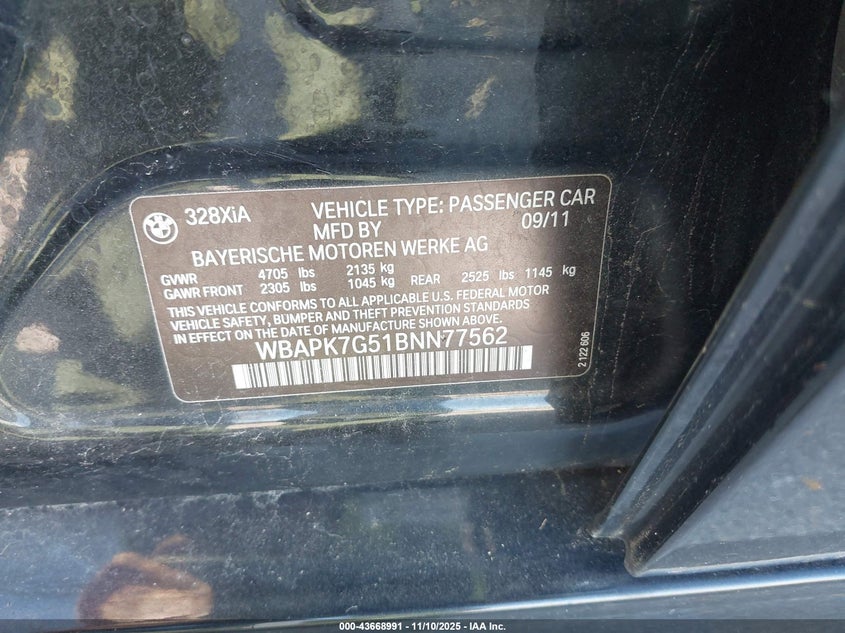 328XiA VEHICLE TYPE: PASSENGER CAR
MFD BY 09/11
BAYERISCHE MOTOREN WERKE AG
GVWR 4705 lbs 2135 kg
GAWR FRONT 2305 lbs 1045 kg REAR 2525 lbs 1145 kg
THIS VEHICLE CONFORMS TO ALL APPLICABLE U.S. FEDERAL MOTOR
VEHICLE SAFETY, BUMPER AND THEFT PREVENTION STANDARDS
IN EFFECT ON THE DATE OF MANUFACTURE SHOWN ABOVE.
WBAPK7G51BNN77562
2 122 606
000-43668991 - 11/10/2025 - IAA Inc.